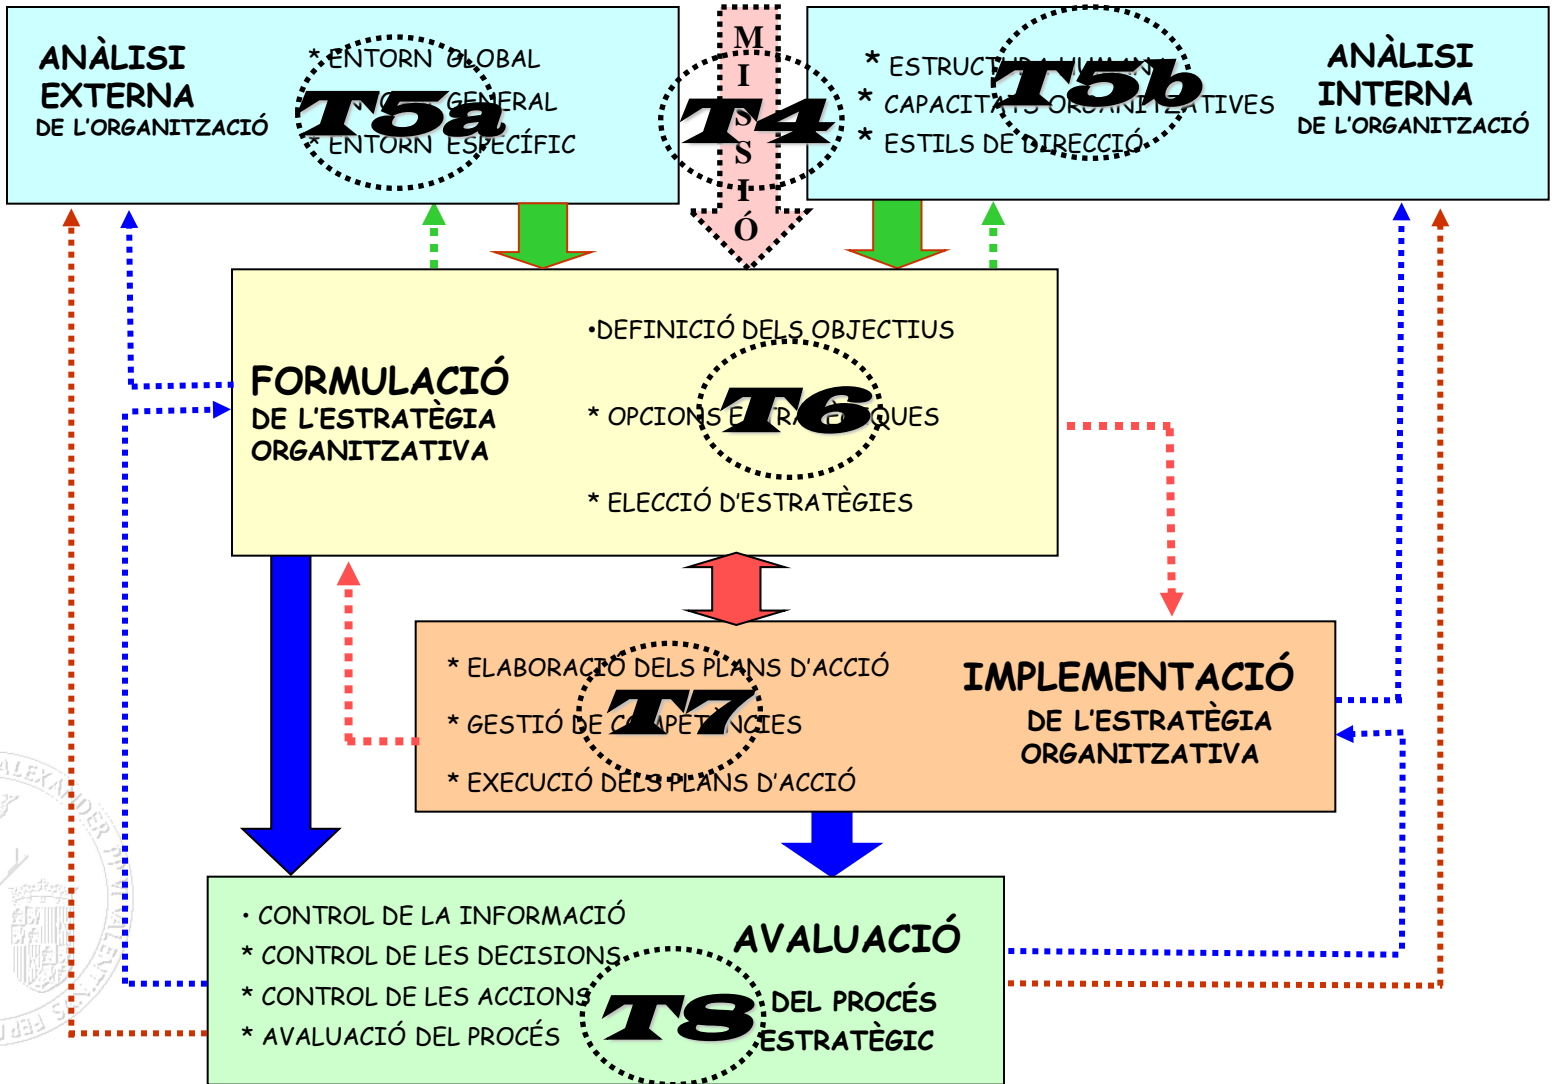 ANÀLISI
EXTERNA
DE L'ORGANITZACIÓ
* ENTORN GLOBAL
GENERAL
* ENTORN ESPECÍFIC
T5a
MISSIÓ
T4
* ESTRUCTURA HUMANA
* CAPACITATS ORGANITZATIVES
* ESTILS DE DIRECCIÓ
T5b
ANÀLISI
INTERNA
DE L'ORGANITZACIÓ
FORMULACIÓ
DE L'ESTRATÈGIA
ORGANITZATIVA
•DEFINICIÓ DELS OBJECTIUS
* OPCIONS ESTRATÈGIQUES
* ELECCIÓ D'ESTRATÈGIES
T6
* ELABORACIÓ DELS PLANS D'ACCIÓ
* GESTIÓ DE COMPETÈNCIES
* EXECUCIÓ DELS PLANS D'ACCIÓ
T7
IMPLEMENTACIÓ
DE L'ESTRATÈGIA
ORGANITZATIVA
• CONTROL DE LA INFORMACIÓ
* CONTROL DE LES DECISIONS
* CONTROL DE LES ACCIONS
* AVALUACIÓ DEL PROCÉS
T8
AVALUACIÓ
DEL PROCÉS
ESTRATÈGIC
ALEXANDER